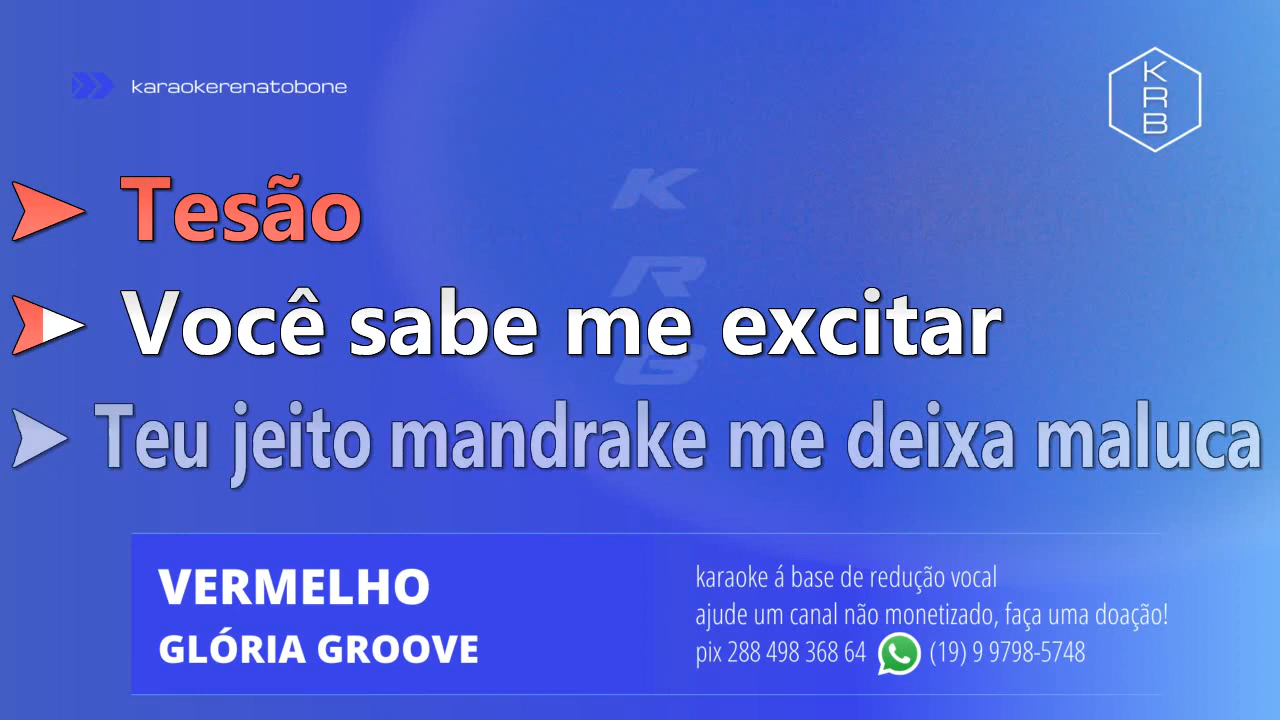 karaokerenatobone
K
R
B
Tesão
K
Você sabe me excitar
R
B
Teu jeito mandrake me deixa maluca
VERMELHO
GLÓRIA GROOVE
karaoke á base de redução vocal
ajude um canal não monetizado, faça uma doação!
pix 288 498 368 64 (19) 9 9798-5748